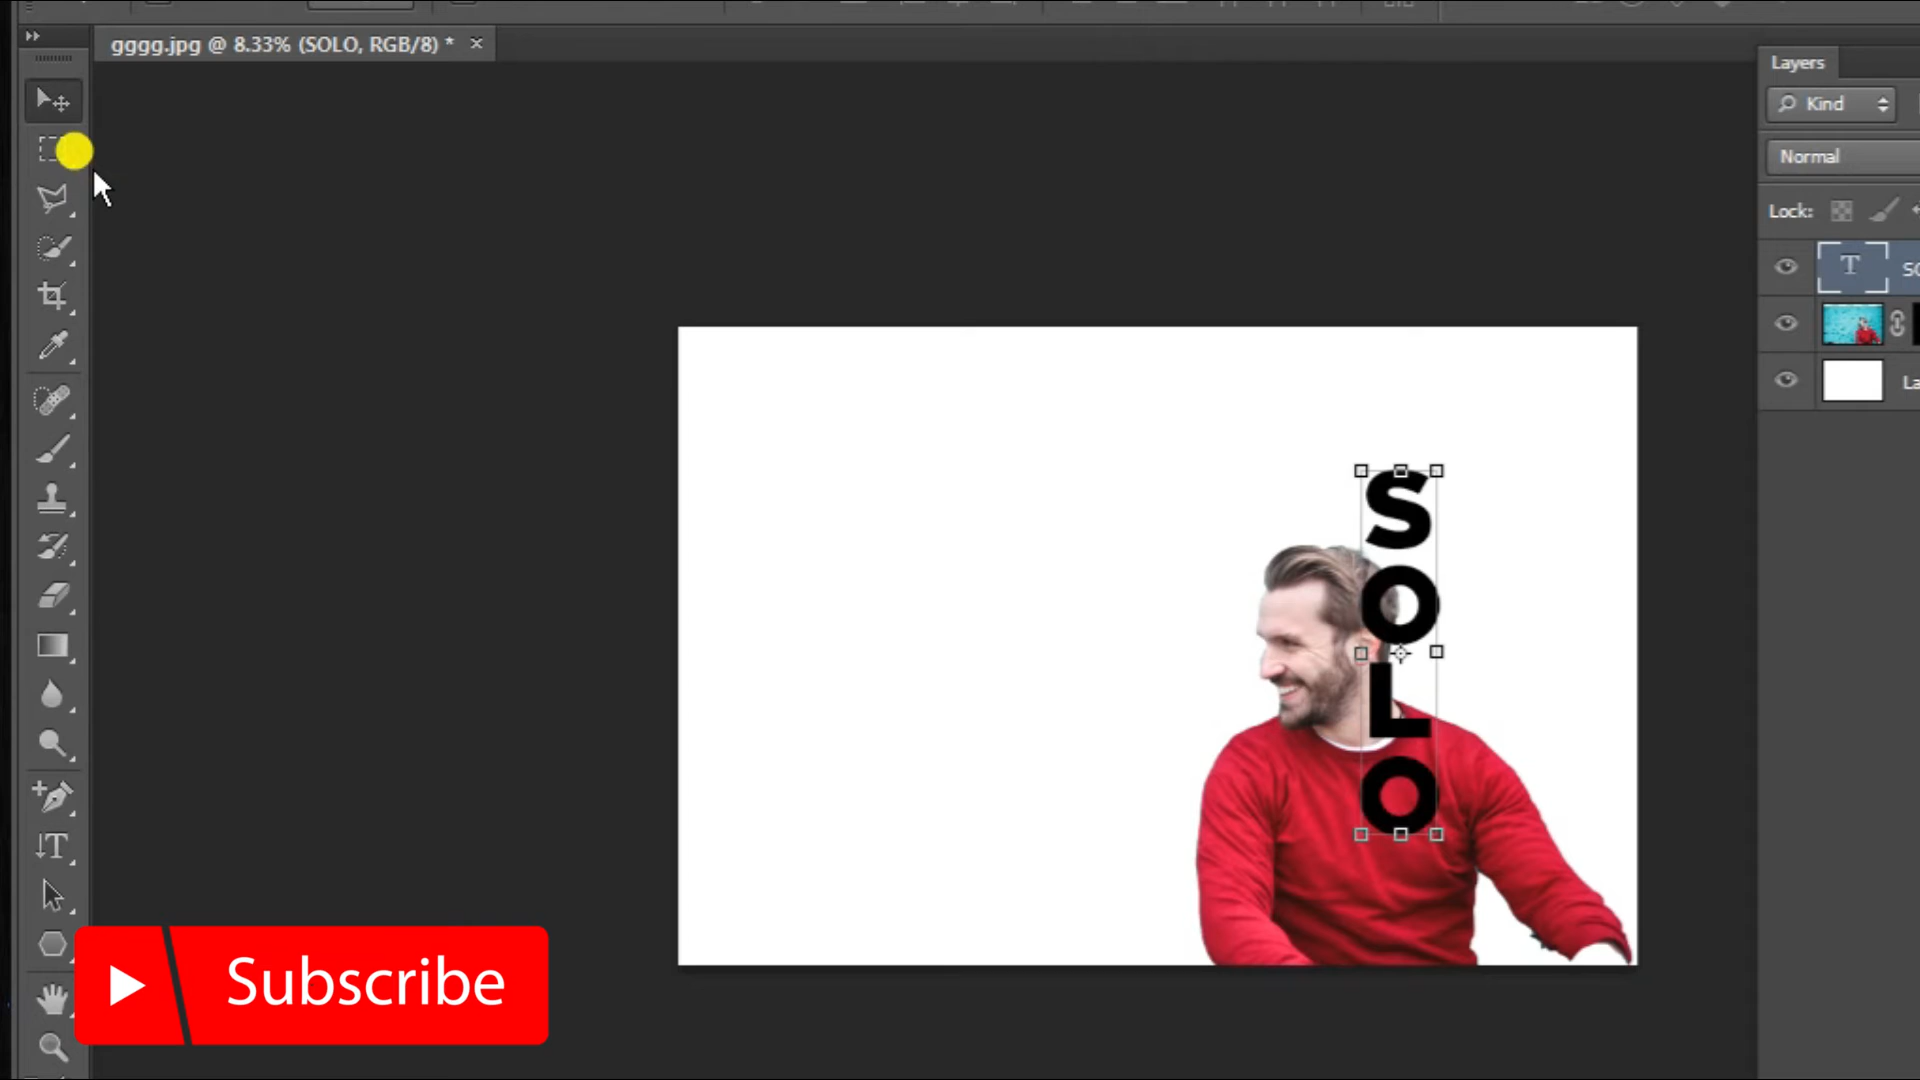 gggg.jpg @ 8.33% (SOLO, RGB/8) *
Layers
Kind
Normal
Lock:
T
S
O
L
O
T
Subscribe